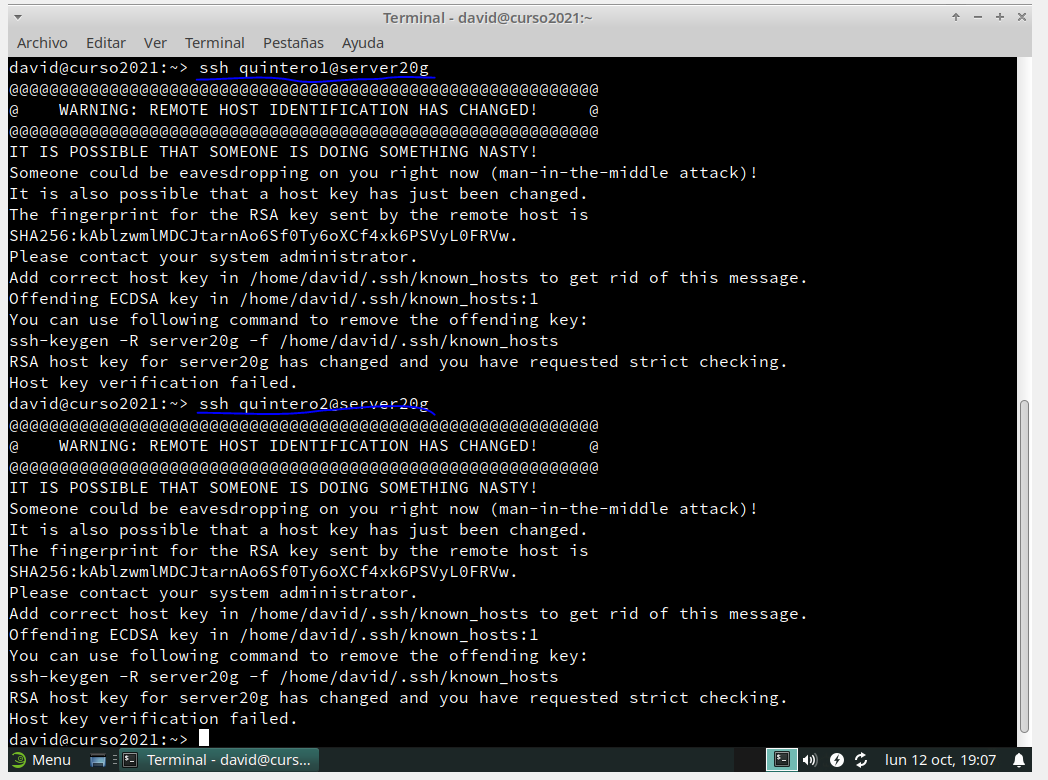 Terminal - david@curso2021:~
Archivo Editar Ver Terminal Pestañas Ayuda
david@curso2021:~> ssh quintero1@server20g
@@@@@@@@@@@@@@@@@@@@@@@@@@@@@@@@@@@@@@@@@@@@@@@@@@@@@@@@@@@
@    WARNING: REMOTE HOST IDENTIFICATION HAS CHANGED!     @
@@@@@@@@@@@@@@@@@@@@@@@@@@@@@@@@@@@@@@@@@@@@@@@@@@@@@@@@@@@
IT IS POSSIBLE THAT SOMEONE IS DOING SOMETHING NASTY!
Someone could be eavesdropping on you right now (man-in-the-middle attack)!
It is also possible that a host key has just been changed.
The fingerprint for the RSA key sent by the remote host is
SHA256:kAblzwmlMDCJtarnAo6Sf0Ty6oXCf4xk6PSVyL0FRVw.
Please contact your system administrator.
Add correct host key in /home/david/.ssh/known_hosts to get rid of this message.
Offending ECDSA key in /home/david/.ssh/known_hosts:1
You can use following command to remove the offending key:
ssh-keygen -R server20g -f /home/david/.ssh/known_hosts
RSA host key for server20g has changed and you have requested strict checking.
Host key verification failed.
david@curso2021:~> ssh quintero2@server20g
@@@@@@@@@@@@@@@@@@@@@@@@@@@@@@@@@@@@@@@@@@@@@@@@@@@@@@@@@@@
@    WARNING: REMOTE HOST IDENTIFICATION HAS CHANGED!     @
@@@@@@@@@@@@@@@@@@@@@@@@@@@@@@@@@@@@@@@@@@@@@@@@@@@@@@@@@@@
IT IS POSSIBLE THAT SOMEONE IS DOING SOMETHING NASTY!
Someone could be eavesdropping on you right now (man-in-the-middle attack)!
It is also possible that a host key has just been changed.
The fingerprint for the RSA key sent by the remote host is
SHA256:kAblzwmlMDCJtarnAo6Sf0Ty6oXCf4xk6PSVyL0FRVw.
Please contact your system administrator.
Add correct host key in /home/david/.ssh/known_hosts to get rid of this message.
Offending ECDSA key in /home/david/.ssh/known_hosts:1
You can use following command to remove the offending key:
ssh-keygen -R server20g -f /home/david/.ssh/known_hosts
RSA host key for server20g has changed and you have requested strict checking.
Host key verification failed.
david@curso2021:~>
Menu Terminal - david@curs... lun 12 oct, 19:07